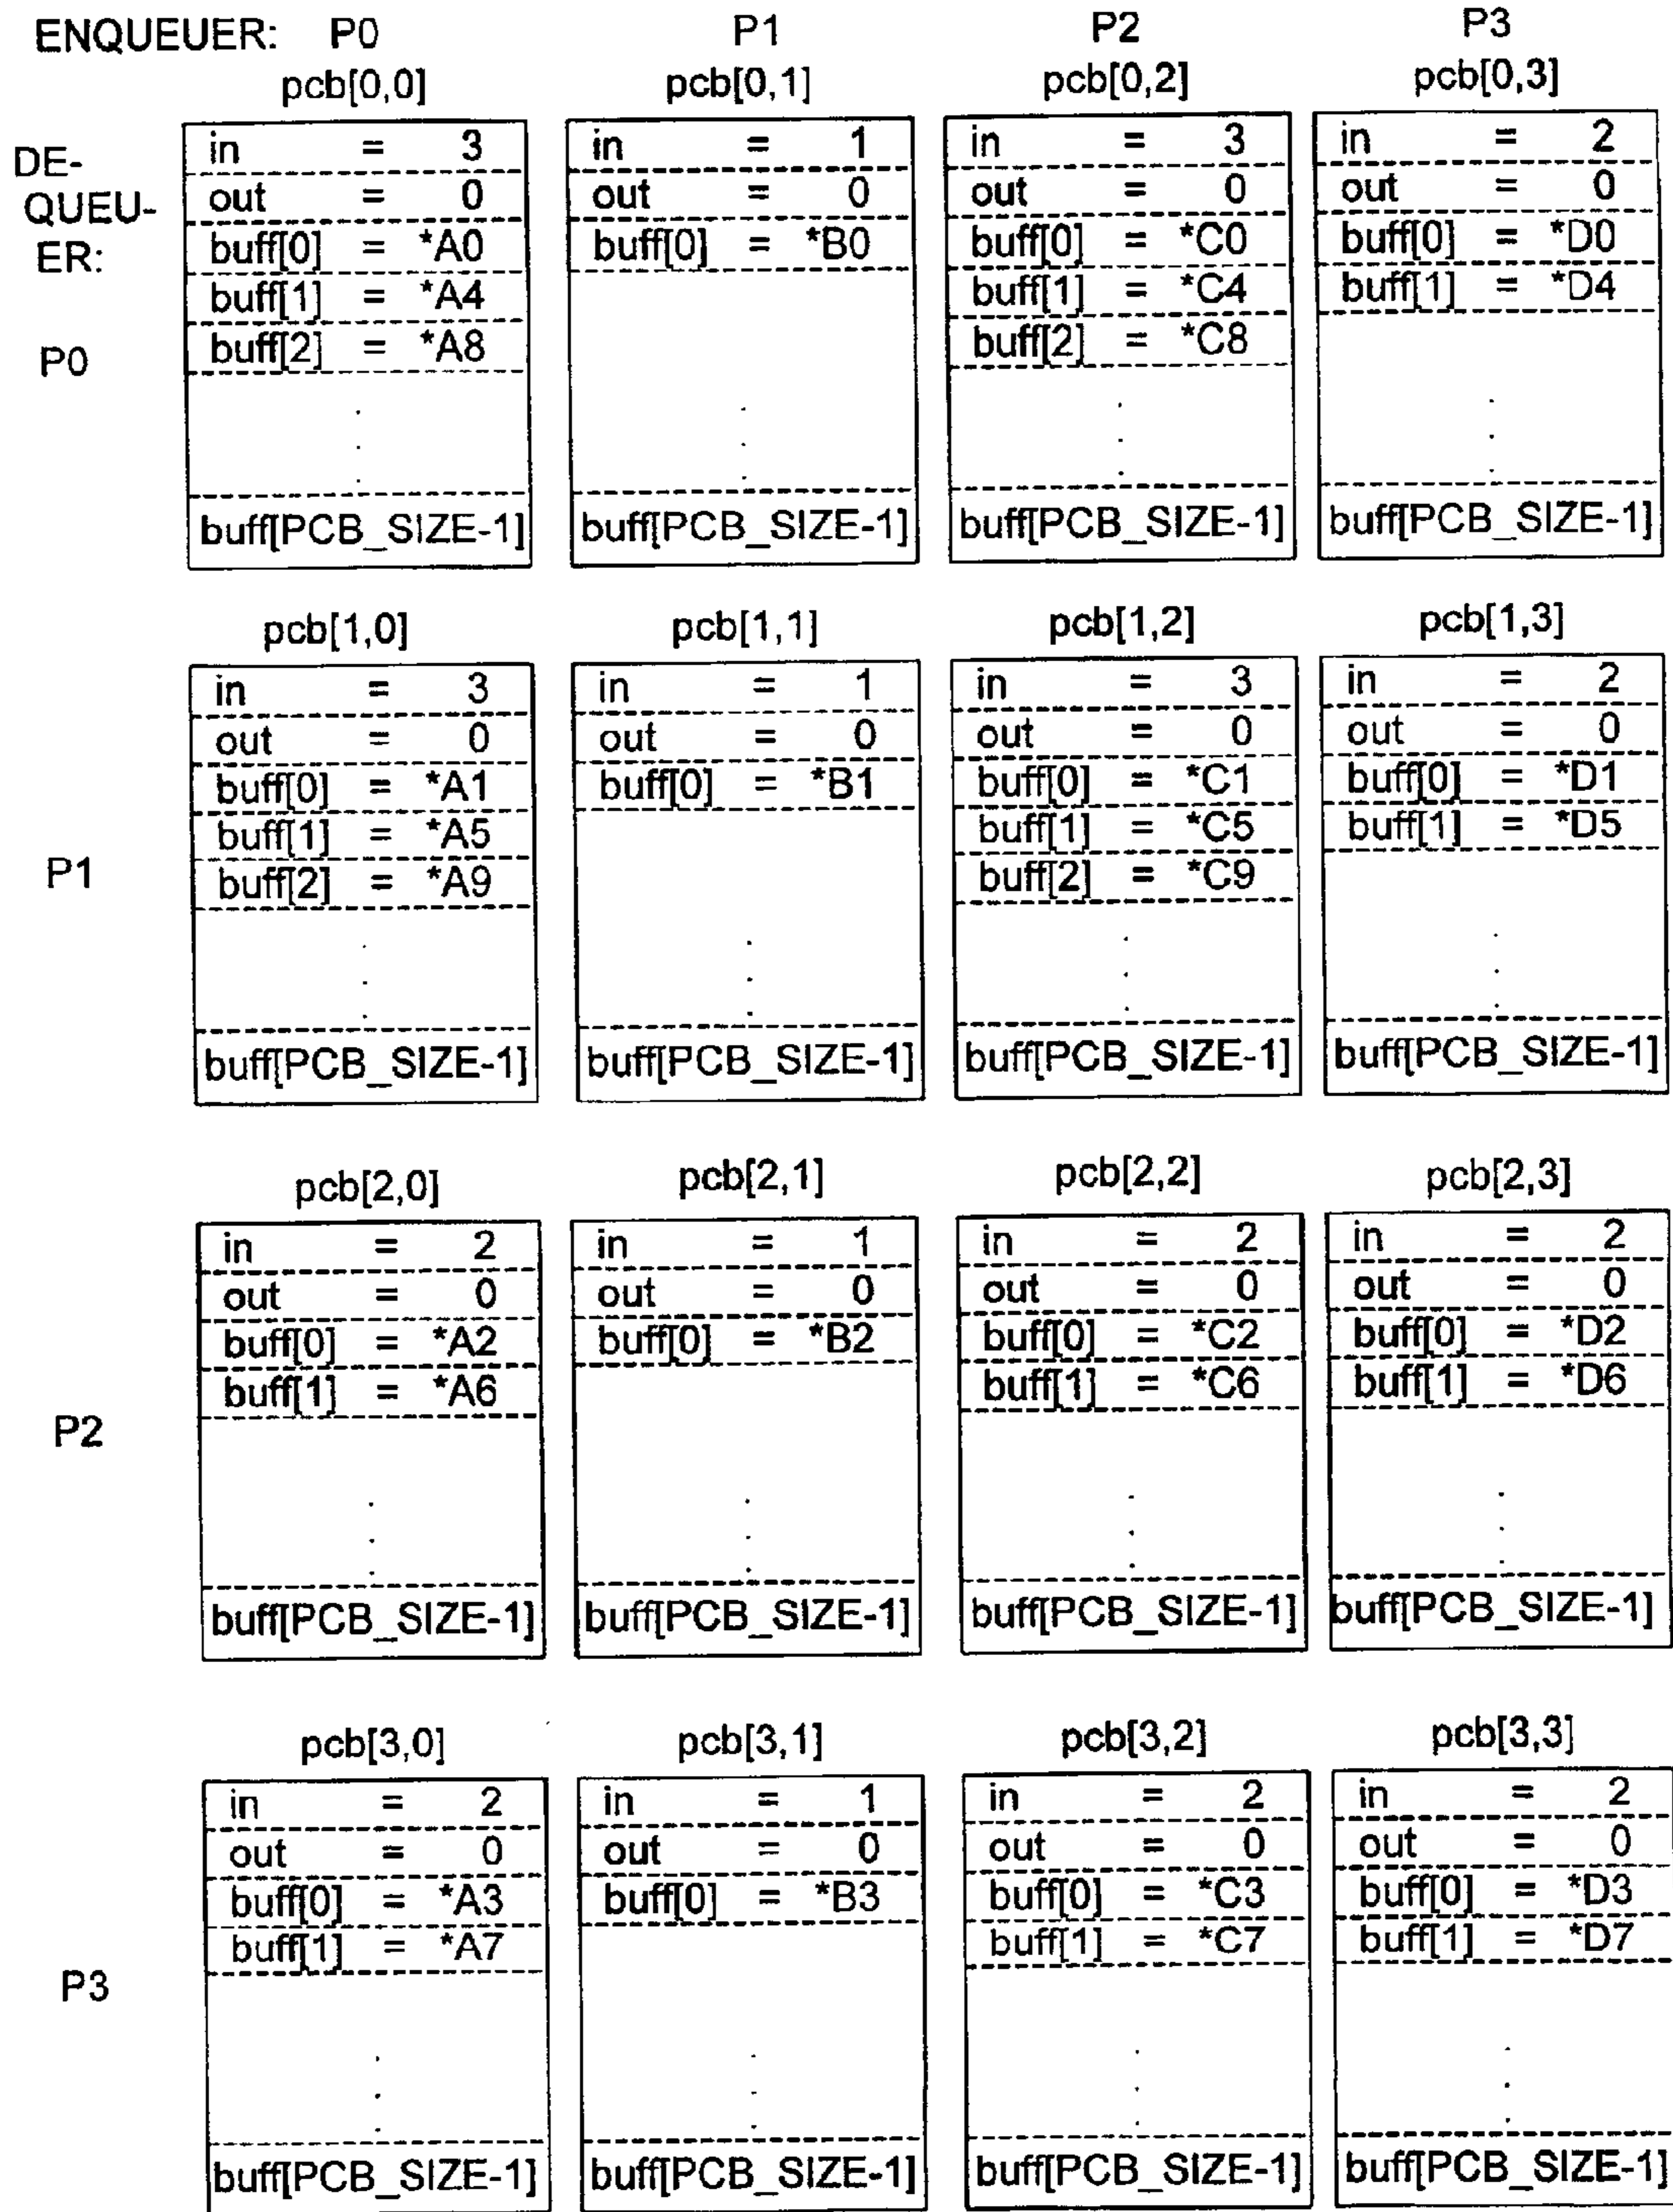 ENQUEUER: P0 P1 P2 P3
pcb[0,0] pcb[0,1] pcb[0,2] pcb[0,3]
DE-
QUEU-
ER:
in = 3 in = 1 in = 3 in = 2
out = 0 out = 0 out = 0 out = 0
buff[0] = *A0 buff[0] = *B0 buff[0] = *C0 buff[0] = *D0
buff[1] = *A4 buff[1] = *C4 buff[1] = *D4
P0 buff[2] = *A8 buff[2] = *C8
buff[PCB_SIZE-1] buff[PCB_SIZE-1] buff[PCB_SIZE-1] buff[PCB_SIZE-1]
pcb[1,0] pcb[1,1] pcb[1,2] pcb[1,3]
in = 3 in = 1 in = 3 in = 2
out = 0 out = 0 out = 0 out = 0
buff[0] = *A1 buff[0] = *B1 buff[0] = *C1 buff[0] = *D1
buff[1] = *A5 buff[1] = *C5 buff[1] = *D5
P1 buff[2] = *A9 buff[2] = *C9
buff[PCB_SIZE-1] buff[PCB_SIZE-1] buff[PCB_SIZE-1] buff[PCB_SIZE-1]
pcb[2,0] pcb[2,1] pcb[2,2] pcb[2,3]
in = 2 in = 1 in = 2 in = 2
out = 0 out = 0 out = 0 out = 0
buff[0] = *A2 buff[0] = *B2 buff[0] = *C2 buff[0] = *D2
buff[1] = *A6 buff[1] = *C6 buff[1] = *D6
P2
buff[PCB_SIZE-1] buff[PCB_SIZE-1] buff[PCB_SIZE-1] buff[PCB_SIZE-1]
pcb[3,0] pcb[3,1] pcb[3,2] pcb[3,3]
in = 2 in = 1 in = 2 in = 2
out = 0 out = 0 out = 0 out = 0
buff[0] = *A3 buff[0] = *B3 buff[0] = *C3 buff[0] = *D3
buff[1] = *A7 buff[1] = *C7 buff[1] = *D7
P3
buff[PCB_SIZE-1] buff[PCB_SIZE-1] buff[PCB_SIZE-1] buff[PCB_SIZE-1]